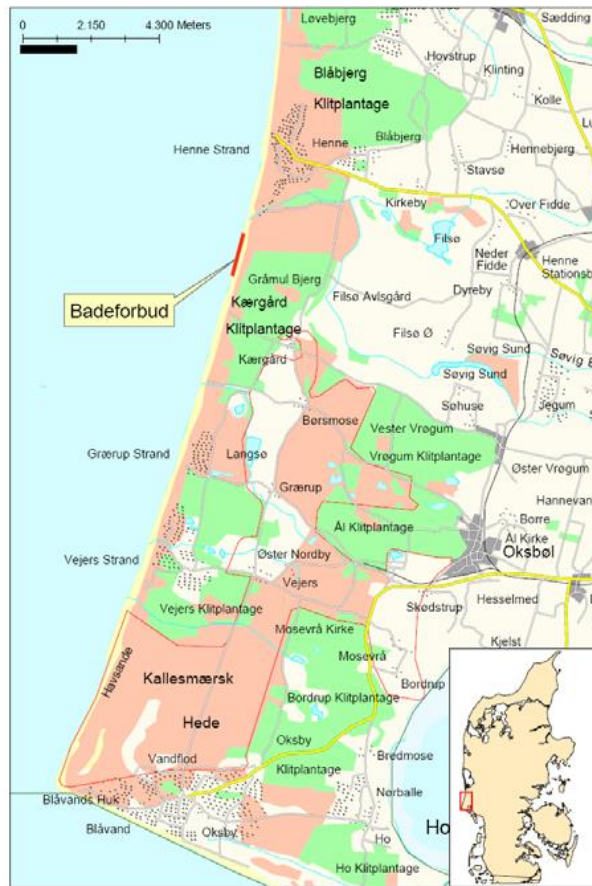 0 2.150 4.300 Meters
Løvebjerg
Sædding
Hovstrup
Klinting
Blåbjerg
Klitplantage
Kolle
Blåbjerg
Henne Strand
Henne
Hennebjerg
Stavsø
Kirkeby
Over Fidde
Filsø
Neder
Fidde
Henne
Stationsb
Badeforbud
Gråmul Bjerg
Kærgård
Klitplantage
Filsø Avlsgård
Dyreby
Filsø Ø
Kærgård
Søvig Sund
Søvig
Søvig Sund
Børsmose
Søhuse
Jegum
Vester Vrøgum
Vrøgum Klitplantage
Grærup Strand
Langsø
Øster Vrøgum
Grærup
Hannevan
Ål Klitplantage
Borre
Ål Kirke
Oksbøl
Vejers Strand
Øster Nordby
Vejers
Hesselmed
Vejers Klitplantage
Skødstrup
Mosevrå Kirke
Kjelst
Havsande
Mosevrå
Kallesmærsk
Hede
Bordrup
Bordrup Klitplantage
Oksby
Klitplantage
Vandflod
Bredmose
Nørballe
Blåvands Huk
Blåvand
Oksby
Ho
Ho
Ho Klitplantage